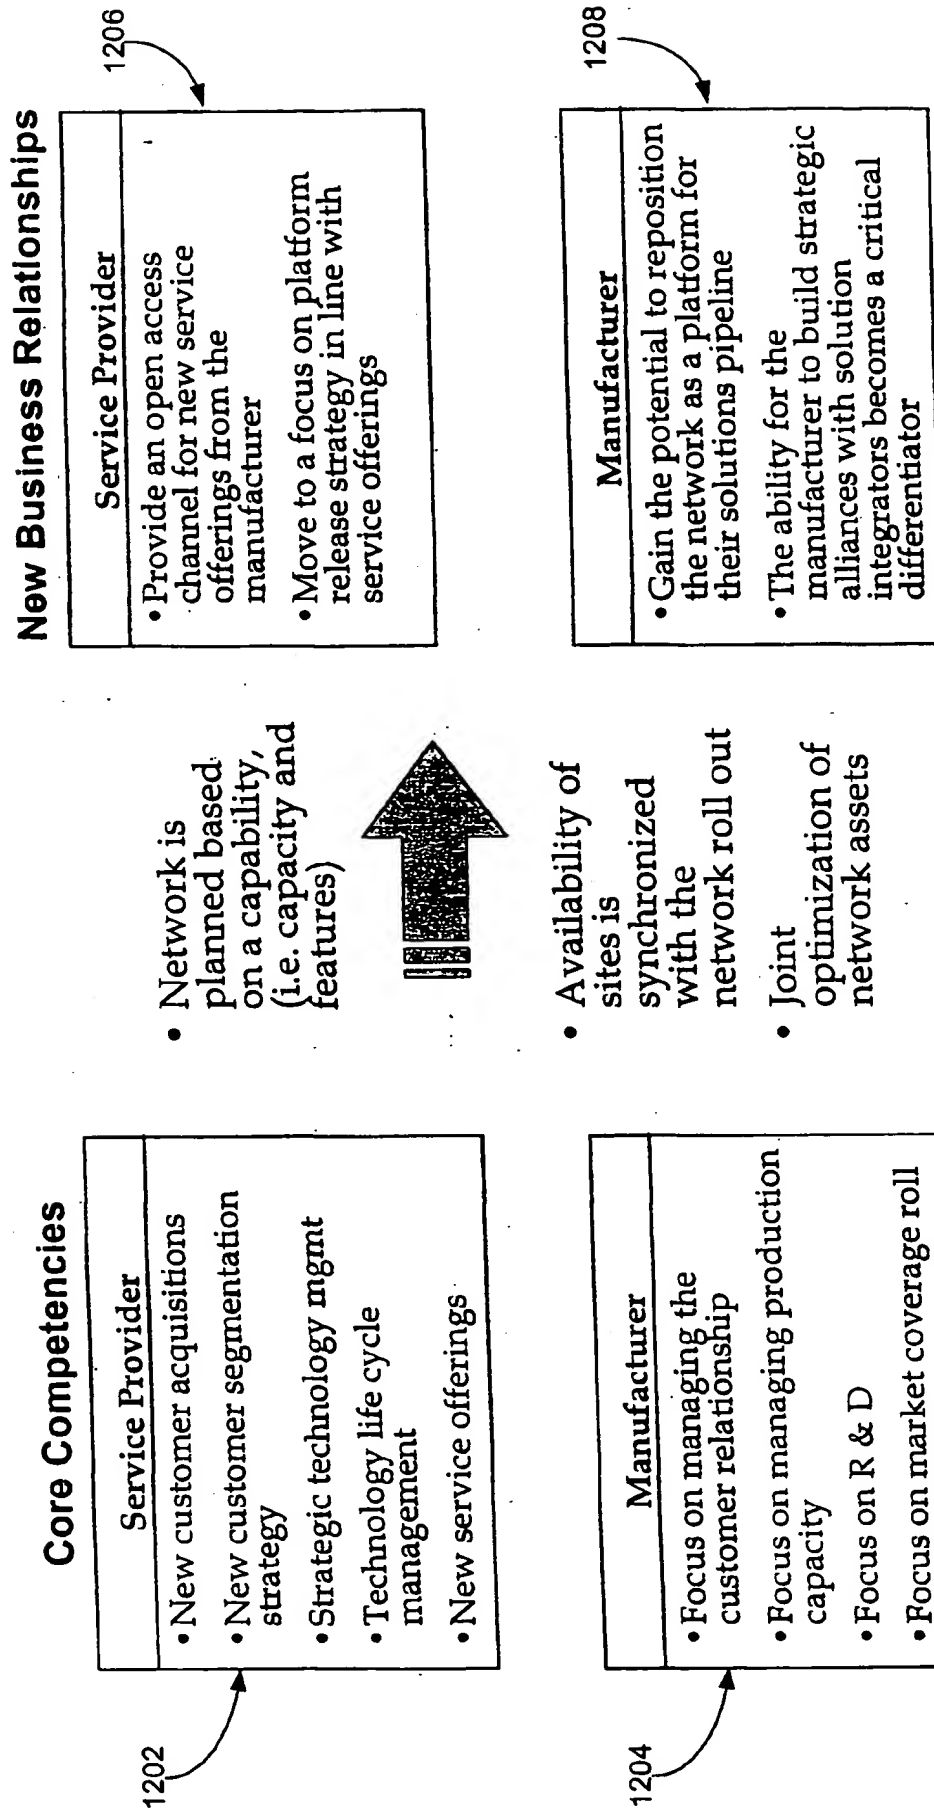 Core Competencies
Service Provider
• New customer acquisitions
• New customer segmentation
strategy
• Strategic technology mgmt
• Technology life cycle
management
• New service offerings
1202
Manufacturer
• Focus on managing the
customer relationship
• Focus on managing production
capacity
• Focus on R & D
• Focus on market coverage roll
1204
• Network is
planned based
on a capability,
(i.e. capacity and
features)
• Availability of
sites is
synchronized
with the
network roll out
• Joint
optimization of
network assets
New Business Relationships
Service Provider
• Provide an open access
channel for new service
offerings from the
manufacturer
• Move to a focus on platform
release strategy in line with
service offerings
1206
Manufacturer
• Gain the potential to reposition
the network as a platform for
their solutions pipeline
• The ability for the
manufacturer to build strategic
alliances with solution
integrators becomes a critical
differentiator
1208